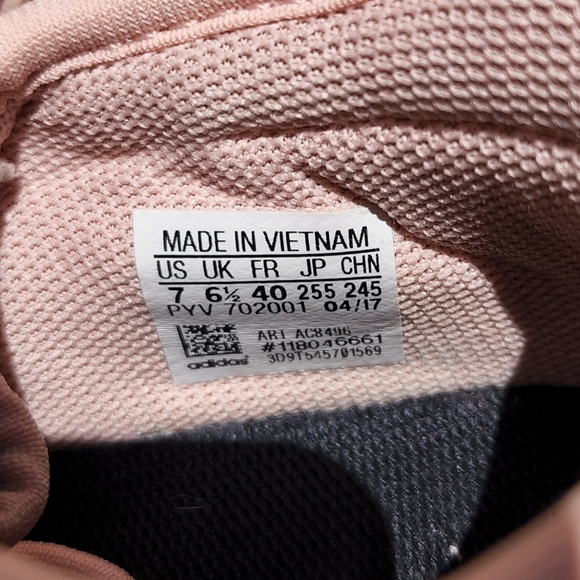 MADE IN VIETNAM
US UK FR JP CHN
7 6½ 40 255 245
PYV 702001 04/17
ART AC8496
#118046661
3D9T545701569
adidas